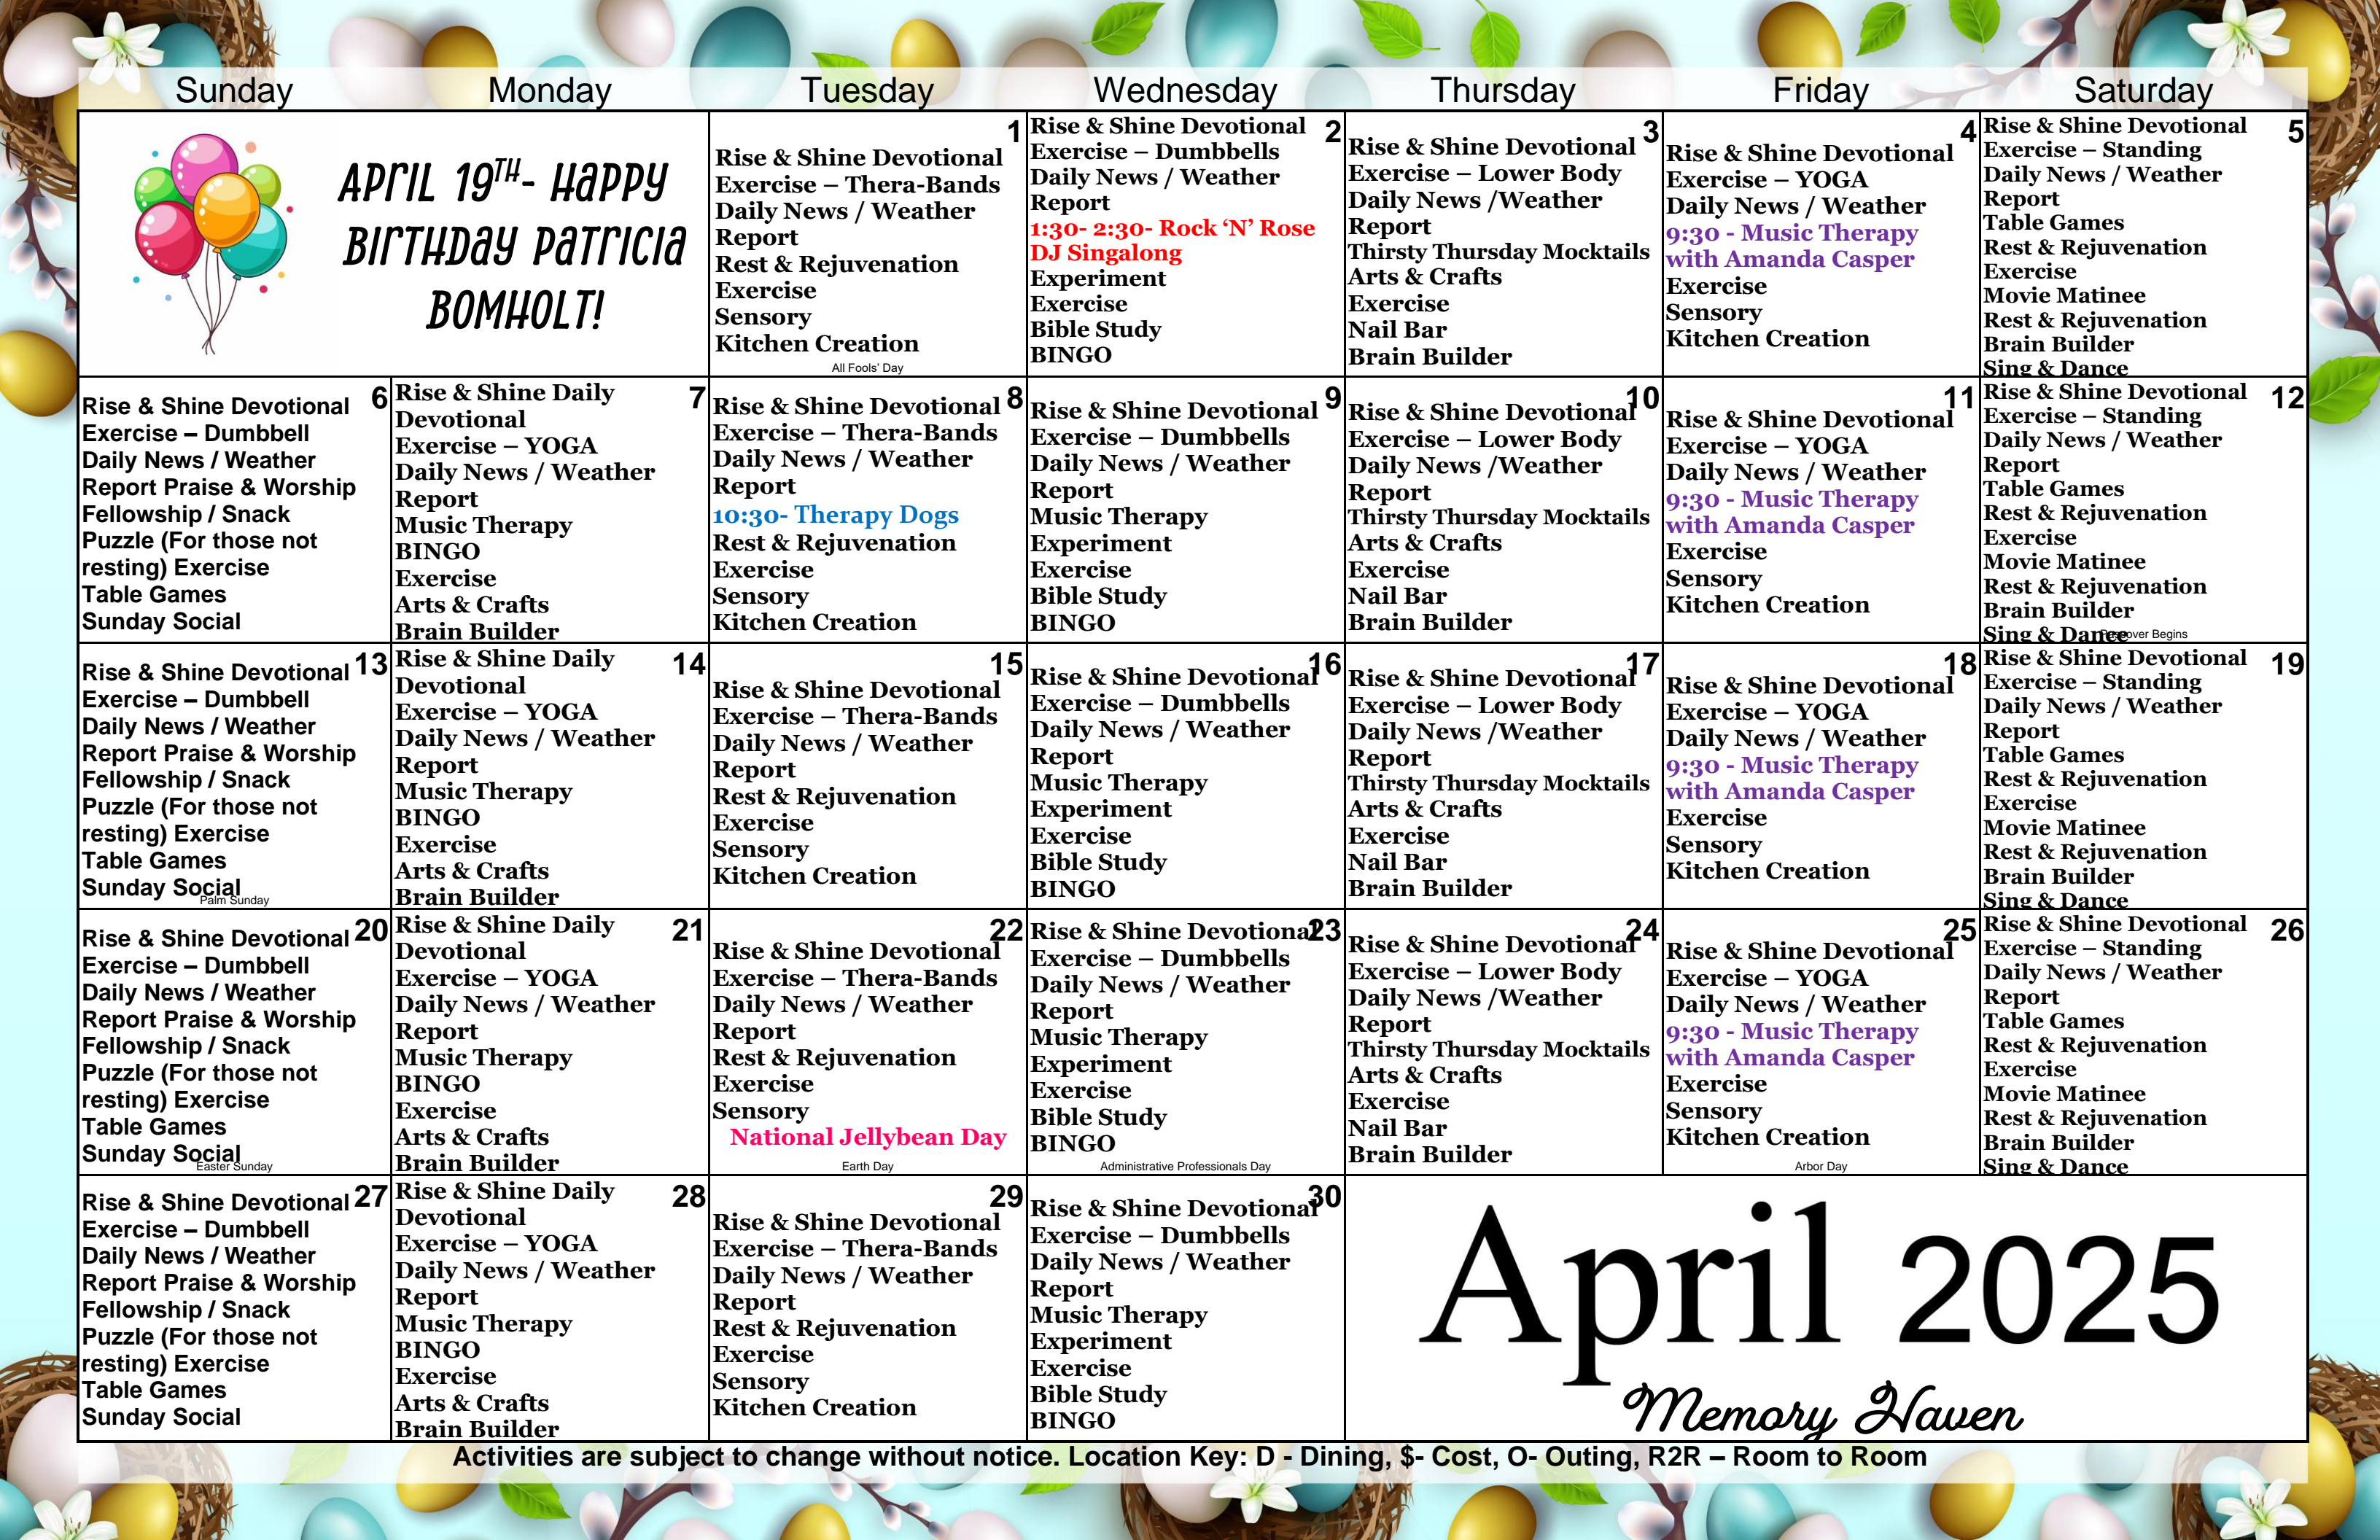 Sunday Monday Tuesday Wednesday Thursday Friday Saturday
APRIL 19TH- HAPPY
BIRTHDAY PATRICIA
BOMHOLT!
1
Rise & Shine Devotional
Exercise – Thera-Bands
Daily News / Weather
Report
Rest & Rejuvenation
Exercise
Sensory
Kitchen Creation
All Fools' Day
2
Rise & Shine Devotional
Exercise – Dumbbells
Daily News / Weather
Report
1:30- 2:30- Rock ‘N’ Rose
DJ Singalong
Experiment
Exercise
Bible Study
BINGO
3
Rise & Shine Devotional
Exercise – Lower Body
Daily News /Weather
Report
Thirsty Thursday Mocktails
Arts & Crafts
Exercise
Nail Bar
Brain Builder
4
Rise & Shine Devotional
Exercise – YOGA
Daily News / Weather
9:30 - Music Therapy
with Amanda Casper
Exercise
Sensory
Kitchen Creation
5
Rise & Shine Devotional
Exercise – Standing
Daily News / Weather
Report
Table Games
Rest & Rejuvenation
Exercise
Movie Matinee
Rest & Rejuvenation
Brain Builder
Sing & Dance
6
Rise & Shine Devotional
Exercise – Dumbbell
Daily News / Weather
Report Praise & Worship
Fellowship / Snack
Puzzle (For those not
resting) Exercise
Table Games
Sunday Social
7
Rise & Shine Daily
Devotional
Exercise – YOGA
Daily News / Weather
Report
Music Therapy
BINGO
Exercise
Arts & Crafts
Brain Builder
8
Rise & Shine Devotional
Exercise – Thera-Bands
Daily News / Weather
Report
10:30- Therapy Dogs
Rest & Rejuvenation
Exercise
Sensory
Kitchen Creation
9
Rise & Shine Devotional
Exercise – Dumbbells
Daily News / Weather
Report
Music Therapy
Experiment
Exercise
Bible Study
BINGO
10
Rise & Shine Devotional
Exercise – Lower Body
Daily News /Weather
Report
Thirsty Thursday Mocktails
Arts & Crafts
Exercise
Nail Bar
Brain Builder
11
Rise & Shine Devotional
Exercise – YOGA
Daily News / Weather
9:30 - Music Therapy
with Amanda Casper
Exercise
Sensory
Kitchen Creation
12
Rise & Shine Devotional
Exercise – Standing
Daily News / Weather
Report
Table Games
Rest & Rejuvenation
Exercise
Movie Matinee
Rest & Rejuvenation
Brain Builder
Sing & Dance
Passover Begins
13
Rise & Shine Devotional
Exercise – Dumbbell
Daily News / Weather
Report Praise & Worship
Fellowship / Snack
Puzzle (For those not
resting) Exercise
Table Games
Sunday Social
Palm Sunday
14
Rise & Shine Daily
Devotional
Exercise – YOGA
Daily News / Weather
Report
Music Therapy
BINGO
Exercise
Arts & Crafts
Brain Builder
15
Rise & Shine Devotional
Exercise – Thera-Bands
Daily News / Weather
Report
Rest & Rejuvenation
Exercise
Sensory
Kitchen Creation
16
Rise & Shine Devotional
Exercise – Dumbbells
Daily News / Weather
Report
Music Therapy
Experiment
Exercise
Bible Study
BINGO
17
Rise & Shine Devotional
Exercise – Lower Body
Daily News /Weather
Report
Thirsty Thursday Mocktails
Arts & Crafts
Exercise
Nail Bar
Brain Builder
18
Rise & Shine Devotional
Exercise – YOGA
Daily News / Weather
9:30 - Music Therapy
with Amanda Casper
Exercise
Sensory
Kitchen Creation
19
Rise & Shine Devotional
Exercise – Standing
Daily News / Weather
Report
Table Games
Rest & Rejuvenation
Exercise
Movie Matinee
Rest & Rejuvenation
Brain Builder
Sing & Dance
20
Rise & Shine Devotional
Exercise – Dumbbell
Daily News / Weather
Report Praise & Worship
Fellowship / Snack
Puzzle (For those not
resting) Exercise
Table Games
Sunday Social
Easter Sunday
21
Rise & Shine Daily
Devotional
Exercise – YOGA
Daily News / Weather
Report
Music Therapy
BINGO
Exercise
Arts & Crafts
Brain Builder
22
Rise & Shine Devotional
Exercise – Thera-Bands
Daily News / Weather
Report
Rest & Rejuvenation
Exercise
Sensory
National Jellybean Day
Earth Day
23
Rise & Shine Devotional
Exercise – Dumbbells
Daily News / Weather
Report
Music Therapy
Experiment
Exercise
Bible Study
BINGO
Administrative Professionals Day
24
Rise & Shine Devotional
Exercise – Lower Body
Daily News /Weather
Report
Thirsty Thursday Mocktails
Arts & Crafts
Exercise
Nail Bar
Brain Builder
25
Rise & Shine Devotional
Exercise – YOGA
Daily News / Weather
9:30 - Music Therapy
with Amanda Casper
Exercise
Sensory
Kitchen Creation
Arbor Day
26
Rise & Shine Devotional
Exercise – Standing
Daily News / Weather
Report
Table Games
Rest & Rejuvenation
Exercise
Movie Matinee
Rest & Rejuvenation
Brain Builder
Sing & Dance
27
Rise & Shine Devotional
Exercise – Dumbbell
Daily News / Weather
Report Praise & Worship
Fellowship / Snack
Puzzle (For those not
resting) Exercise
Table Games
Sunday Social
28
Rise & Shine Daily
Devotional
Exercise – YOGA
Daily News / Weather
Report
Music Therapy
BINGO
Exercise
Arts & Crafts
Brain Builder
29
Rise & Shine Devotional
Exercise – Thera-Bands
Daily News / Weather
Report
Rest & Rejuvenation
Exercise
Sensory
Kitchen Creation
30
Rise & Shine Devotional
Exercise – Dumbbells
Daily News / Weather
Report
Music Therapy
Experiment
Exercise
Bible Study
BINGO
April 2025
Memory Haven
Activities are subject to change without notice. Location Key: D - Dining, $- Cost, O- Outing, R2R – Room to Room